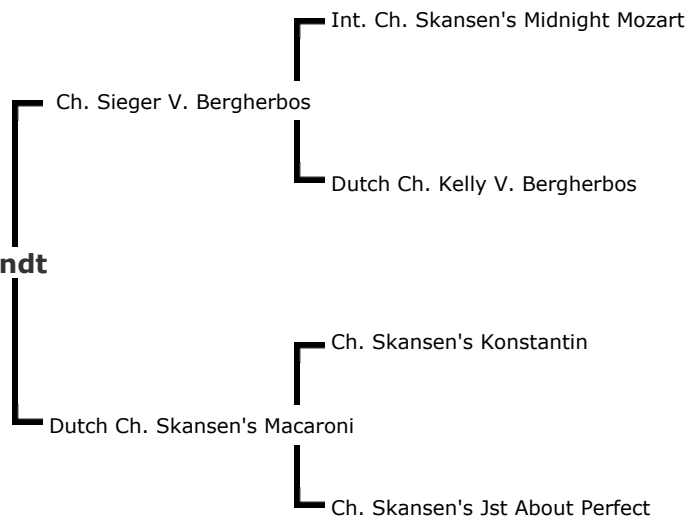 Int. Ch. Skansen's Midnight Mozart
Ch. Sieger V. Bergherbos
Dutch Ch. Kelly V. Bergherbos
ndt
Ch. Skansen's Konstantin
Dutch Ch. Skansen's Macaroni
Ch. Skansen's Jst About Perfect